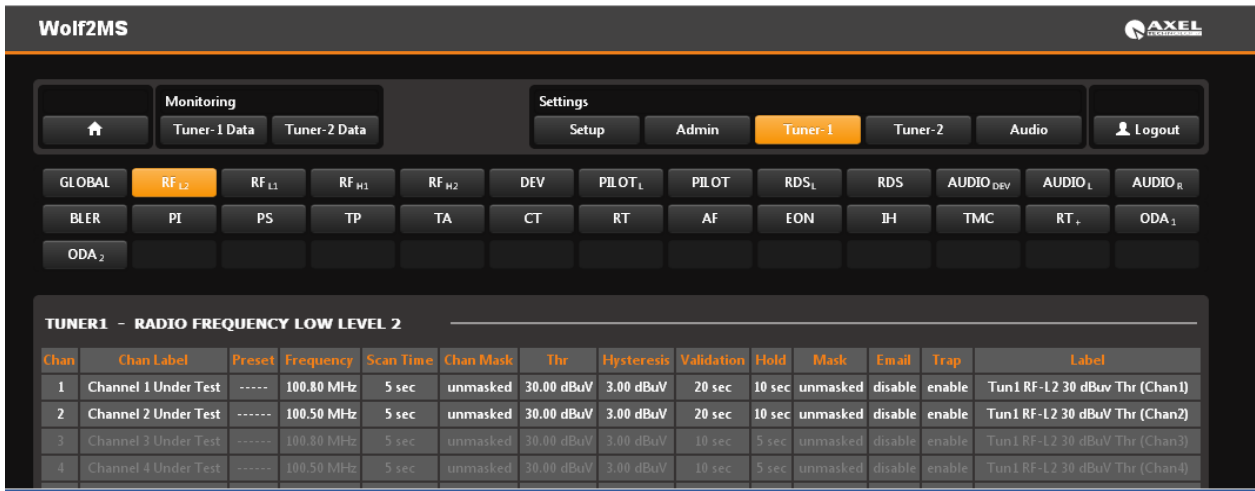 Wolf2MS AXEL
Monitoring Settings
Tuner-1 Data Tuner-2 Data Setup Admin Tuner-1 Tuner-2 Audio Logout
GLOBAL RF L2 RF L1 RF H1 RF H2 DEV PILOT L PILOT RDS L RDS AUDIO DEV AUDIO L AUDIO R
BLER PI PS TP TA CT RT AF EON IH TMC RT + ODA 1
ODA 2
TUNER1 - RADIO FREQUENCY LOW LEVEL 2
Chan Chan Label Preset Frequency Scan Time Chan Mask Thr Hysteresis Validation Hold Mask Email Trap Label
1 Channel 1 Under Test ----- 100.80 MHz 5 sec unmasked 30.00 dBuV 3.00 dBuV 20 sec 10 sec unmasked disable enable Tun1 RF-L2 30 dBuv Thr (Chan1)
2 Channel 2 Under Test ------ 100.50 MHz 5 sec unmasked 30.00 dBuV 3.00 dBuV 20 sec 10 sec unmasked disable enable Tun1 RF-L2 30 dBuV Thr (Chan2)
3 Channel 3 Under Test ------ 100.80 MHz 5 sec unmasked 30.00 dBuV 3.00 dBuV 10 sec 5 sec unmasked disable enable Tun1 RF-L2 30 dBuV Thr (Chan3)
4 Channel 4 Under Test ------ 100.50 MHz 5 sec unmasked 30.00 dBuV 3.00 dBuV 10 sec 5 sec unmasked disable enable Tun1 RF-L2 30 dBuV Thr (Chan4)